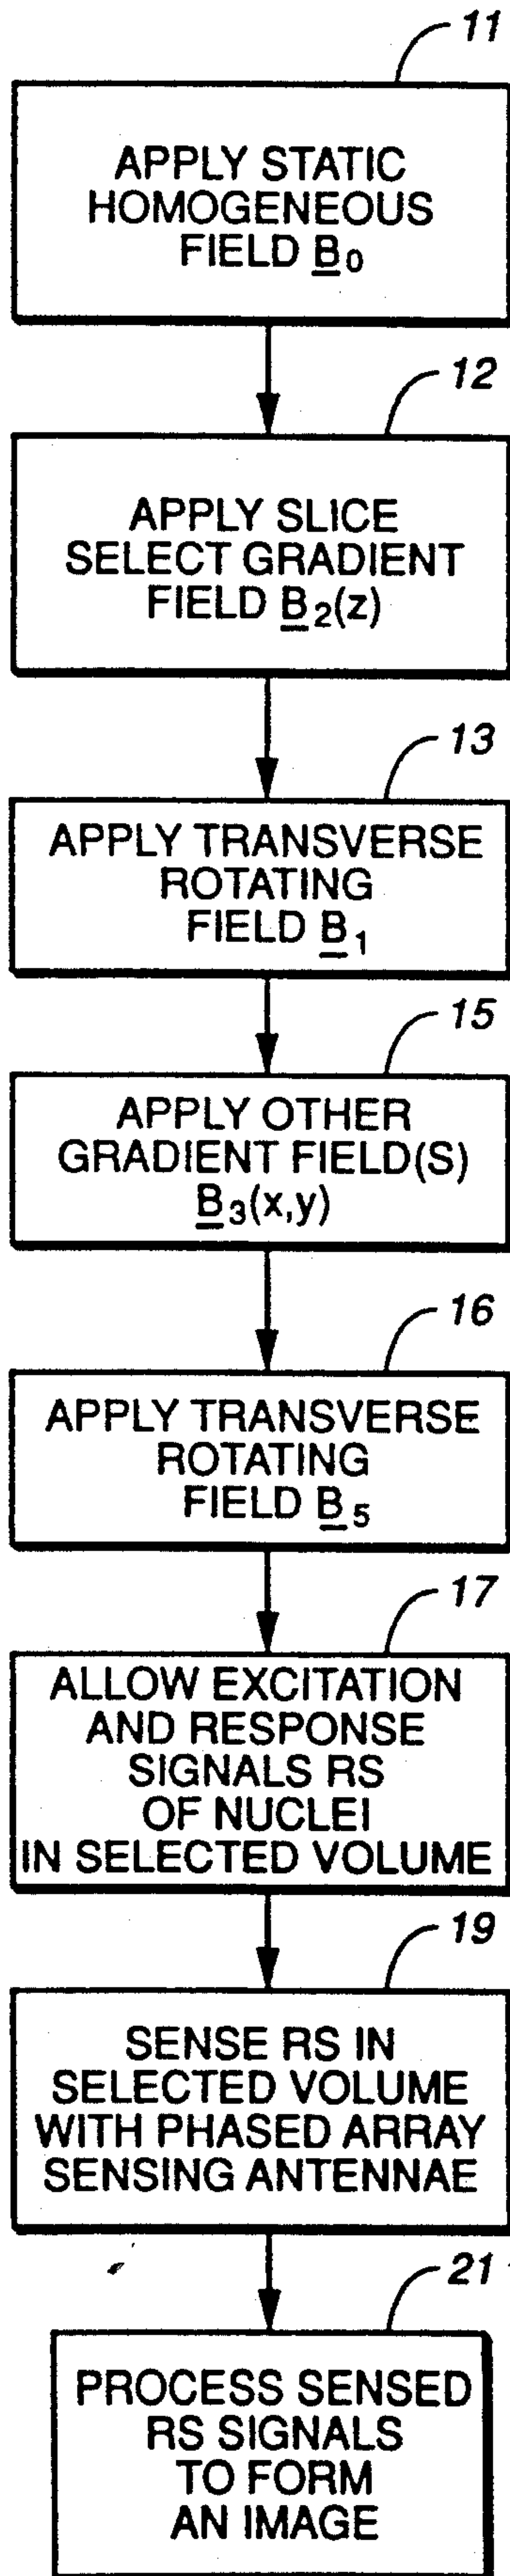 11
APPLY STATIC
HOMOGENEOUS
FIELD B0
12
APPLY SLICE
SELECT GRADIENT
FIELD B2(z)
13
APPLY TRANSVERSE
ROTATING
FIELD B1
15
APPLY OTHER
GRADIENT FIELD(S)
B3(x,y)
16
APPLY TRANSVERSE
ROTATING
FIELD B5
17
ALLOW EXCITATION
AND RESPONSE
SIGNALS RS
OF NUCLEI
IN SELECTED VOLUME
19
SENSE RS IN
SELECTED VOLUME
WITH PHASED ARRAY
SENSING ANTENNAE
21
PROCESS SENSED
RS SIGNALS
TO FORM
AN IMAGE